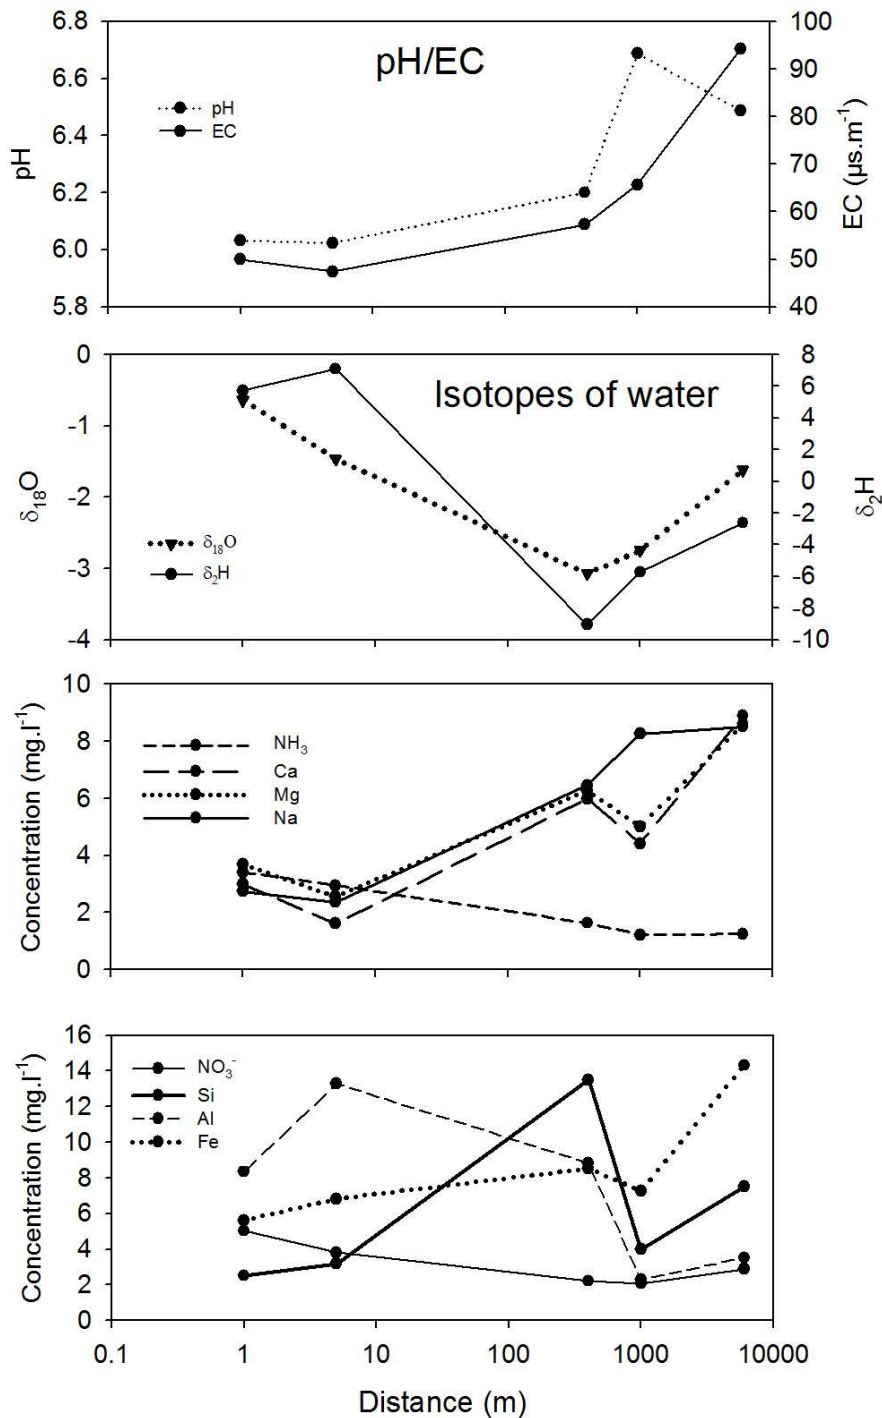 pH/EC
6.8
6.6
6.4
6.2
6.0
5.8
pH
pH
EC
100
90
80
70
60
50
40
EC (µs.m-1)
Isotopes of water
0
-1
-2
-3
-4
δ18O
δ18O
δ2H
8
6
4
2
0
-2
-4
-6
-8
-10
δ2H
10
8
6
4
2
0
Concentration (mg.l-1)
NH3
Ca
Mg
Na
16
14
12
10
8
6
4
2
0
Concentration (mg.l-1)
NO3-
Si
Al
Fe
0.1 1 10 100 1000 10000
Distance (m)